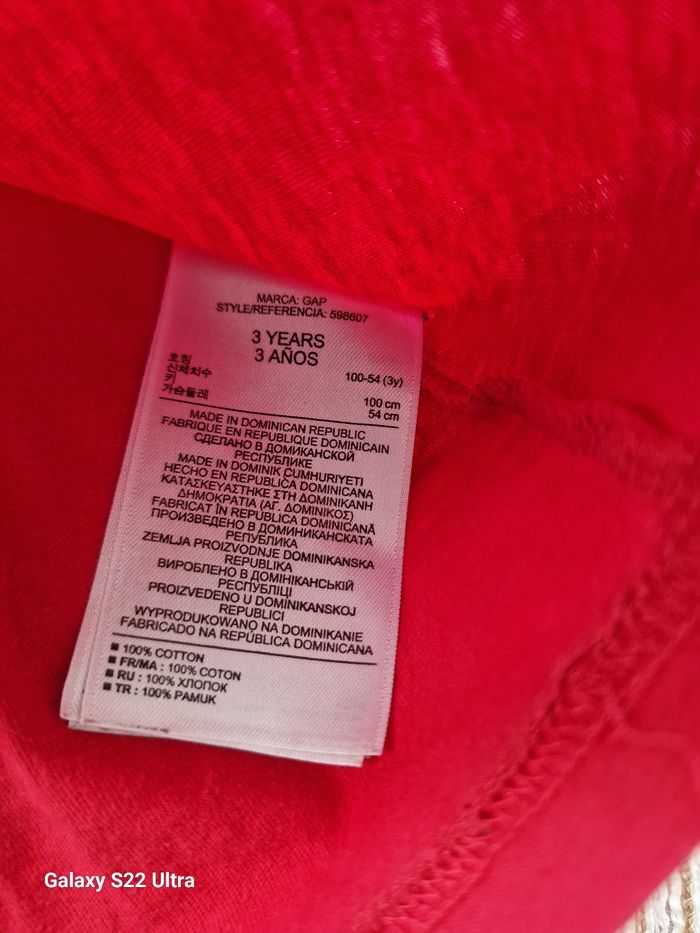 MARCA: GAP
STYLE/REFERENCIA: 598607
3 YEARS
3 AÑOS
호칭
신체치수 100-54 (3y)
키 100 cm
가슴둘레 54 cm
MADE IN DOMINICAN REPUBLIC
FABRIQUE EN REPUBLIQUE DOMINICAIN
СДЕЛАНО В ДОМИКАНСКОЙ
РЕСПУБЛИКЕ
MADE IN DOMINIK CUMHURIYETI
HECHO EN REPUBLICA DOMINICANA
ΚΑΤΑΣΚΕΥΑΣΤΗΚΕ ΣΤΗ ΔΟΜΙΝΙΚΑΝΗ
ΔΗΜΟΚΡΑΤΙΑ (ΑΓ. ΔΟΜΙΝΙΚΟΣ)
FABRICAT ÎN REPUBLICA DOMINICANĂ
ПРОИЗВЕДЕНО В ДОМИНИКАНСКАТА
РЕПУБЛИКА
ZEMLJA PROIZVODNJE DOMINIKANSKA
REPUBLIKA
ВИРОБЛЕНО В ДОМІНІКАНСЬКІЙ
РЕСПУБЛІЦІ
PROIZVEDENO U DOMINIKANSKOJ
REPUBLICI
WYPRODUKOWANO NA DOMINIKANIE
FABRICADO NA REPÚBLICA DOMINICANA
■ 100% COTTON
■ FR/MA : 100% COTON
■ RU : 100% ХЛОПОК
■ TR : 100% PAMUK
Galaxy S22 Ultra